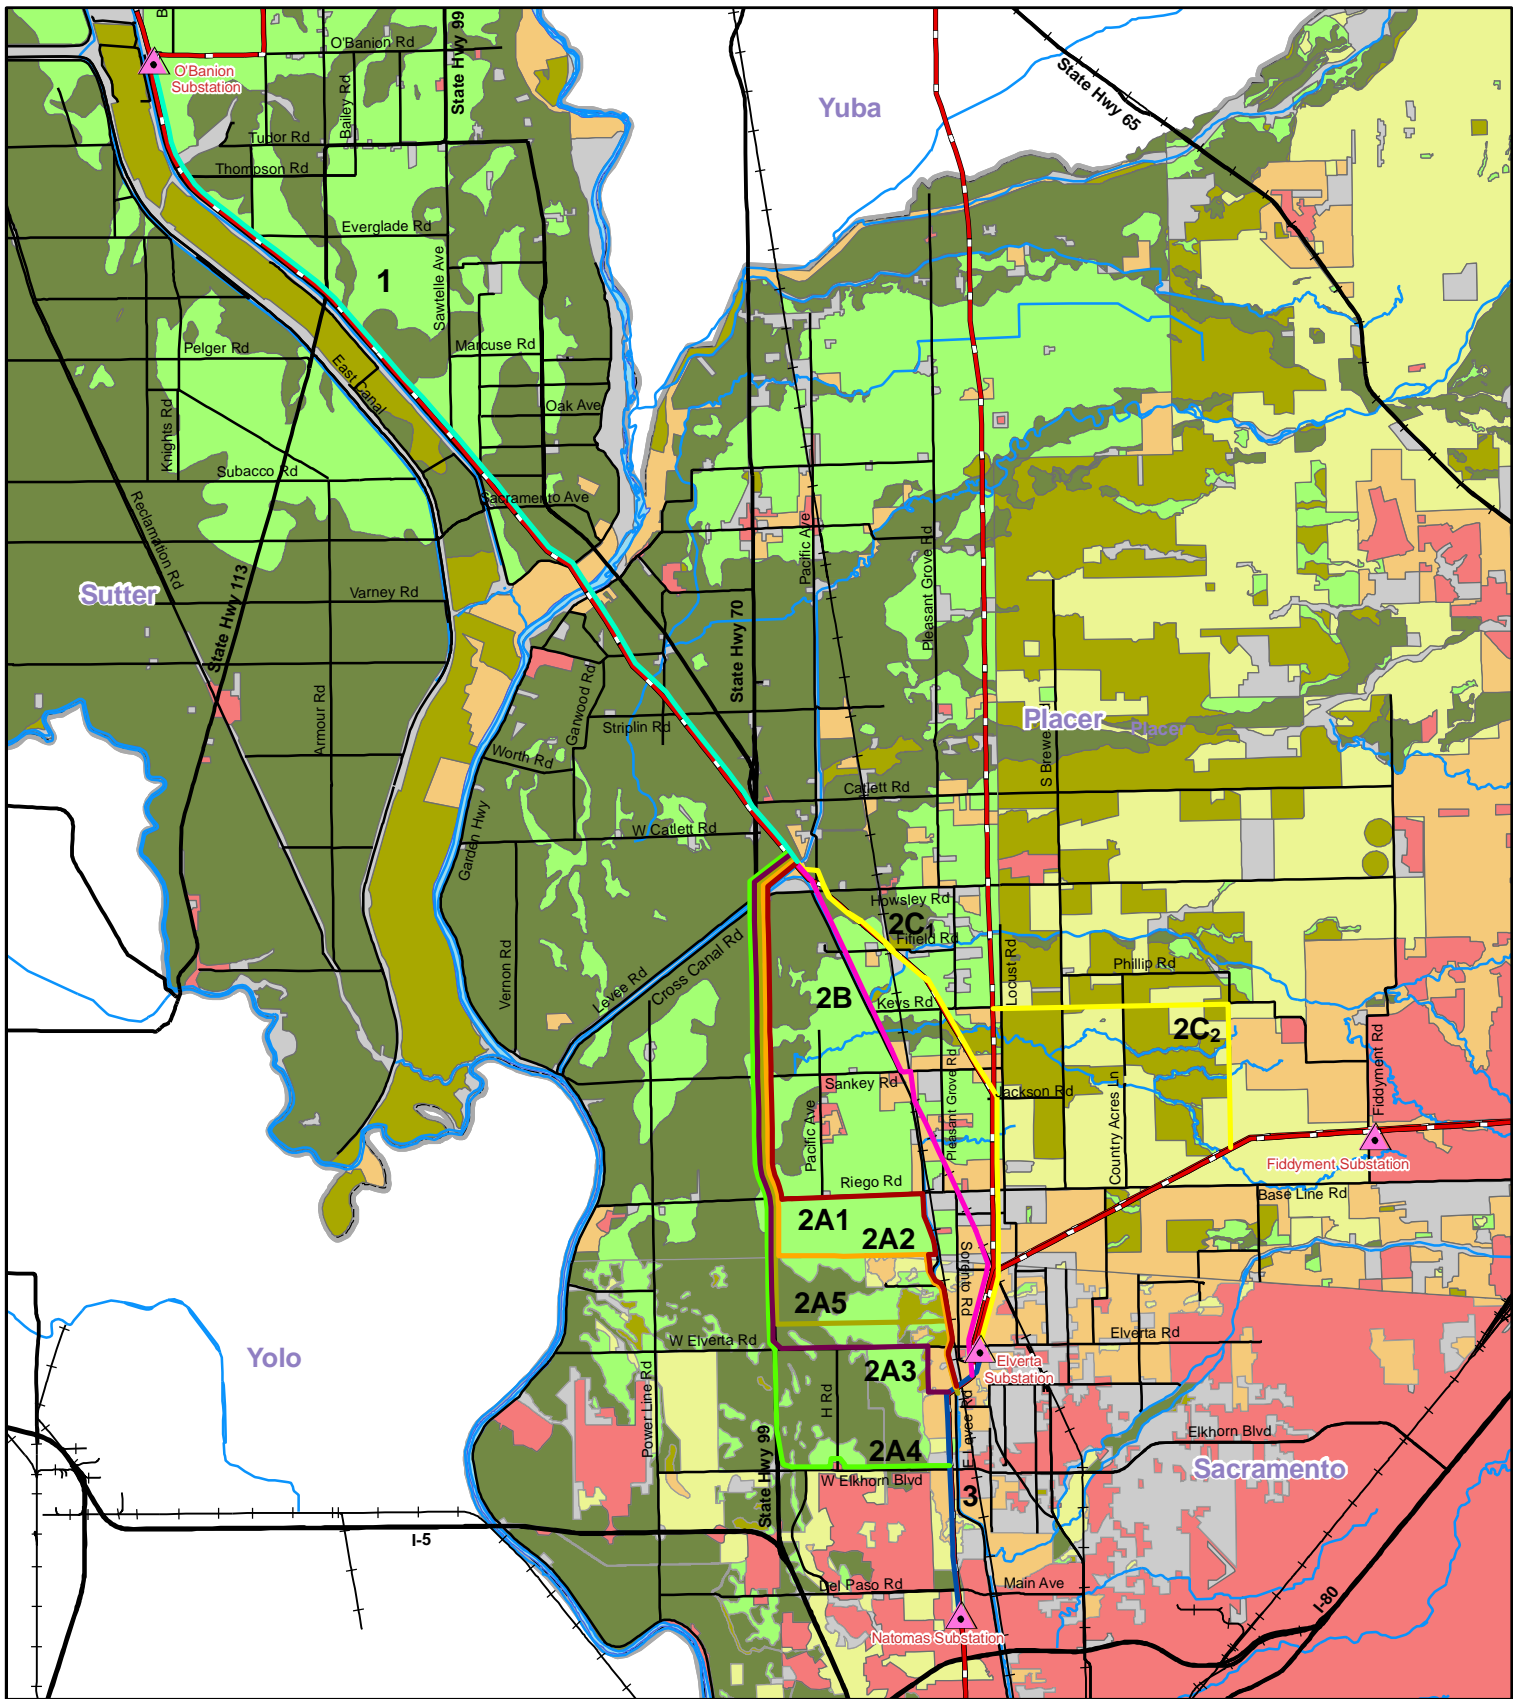 B
O'Banion Rd
State Hwy 99
O'Banion
Substation
Bailey Rd
State Hwy 65
Yuba
Tudor Rd
Thompson Rd
Everglade Rd
1
Sawtelle Ave
Marcuse Rd
Pelger Rd
East Canal
Oak Ave
Knights Rd
Subacco Rd
Sacramento Ave
Reclamation Rd
Pacific Ave
Pleasant Grove Rd
Sutter
State Hwy 113
Varney Rd
State Hwy 70
Garwood Rd
Armour Rd
Striplin Rd
Placer
Placer
S Brewe
Worth Rd
Catlett Rd
W Catlett Rd
Garden Hwy
Howsley Rd
2C1
Fifield Rd
Vernon Rd
Levee Rd
Cross Canal Rd
Locust Rd
Phillip Rd
2B
Keys Rd
2C2
Fiddyment Rd
Sankey Rd
Pleasant Grove Rd
Jackson Rd
Country Acres Ln
Pacific Ave
Fiddyment Substation
Riego Rd
Base Line Rd
2A1
2A2
Sorento Rd
2A5
W Elverta Rd
Elverta Rd
Yolo
2A3
Elverta
Substation
Power Line Rd
H Rd
E Levee Rd
State Hwy 99
2A4
Elkhorn Blvd
W Elkhorn Blvd
Sacramento
3
I-5
Del Paso Rd
Main Ave
I-80
Natomas Substation